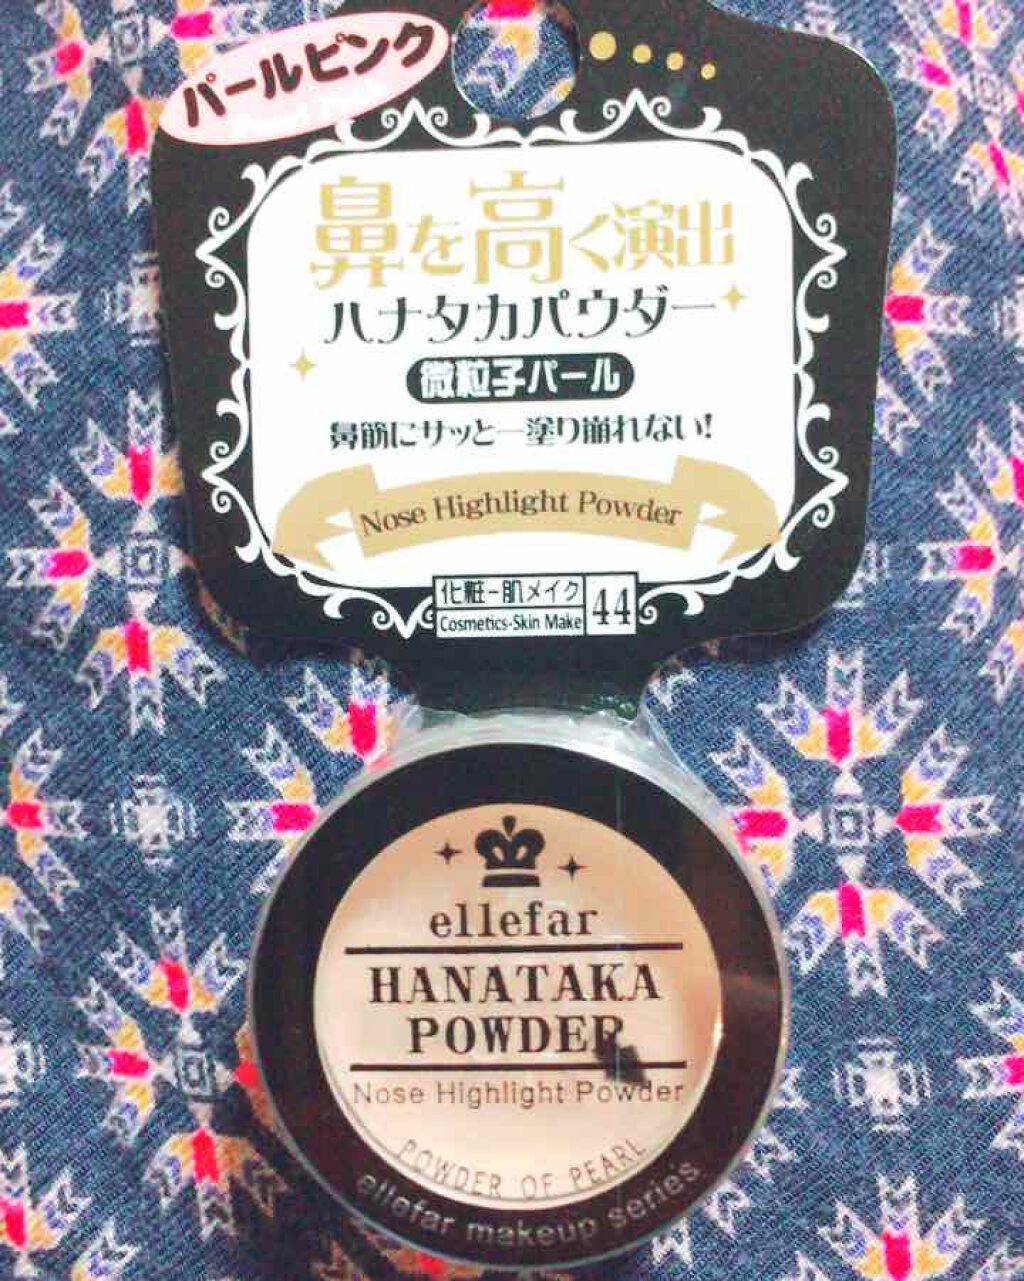 パールピンク
鼻を高く演出
ハナタカパウダー
微粒子パール
鼻筋にサッと一塗り崩れない!
Nose Highlight Powder
化粧-肌メイク
Cosmetics-Skin Make
44
ellefar
HANATAKA
POWDER
Nose Highlight Powder
POWDER OF PEARL
ellefar makeup series